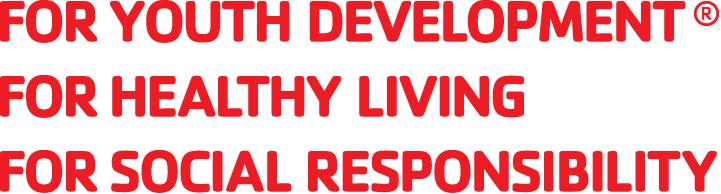 FOR YOUTH DEVELOPMENT®
FOR HEALTHY LIVING
FOR SOCIAL RESPONSIBILITY